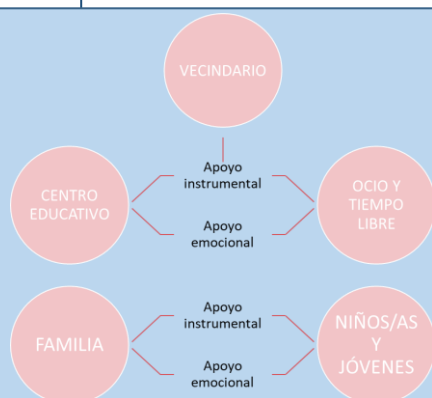 VECINDARIO
Apoyo
instrumental
CENTRO
EDUCATIVO
OCIO Y
TIEMPO
LIBRE
Apoyo
emocional
Apoyo
instrumental
FAMILIA
NIÑOS/AS
Y
JÓVENES
Apoyo
emocional